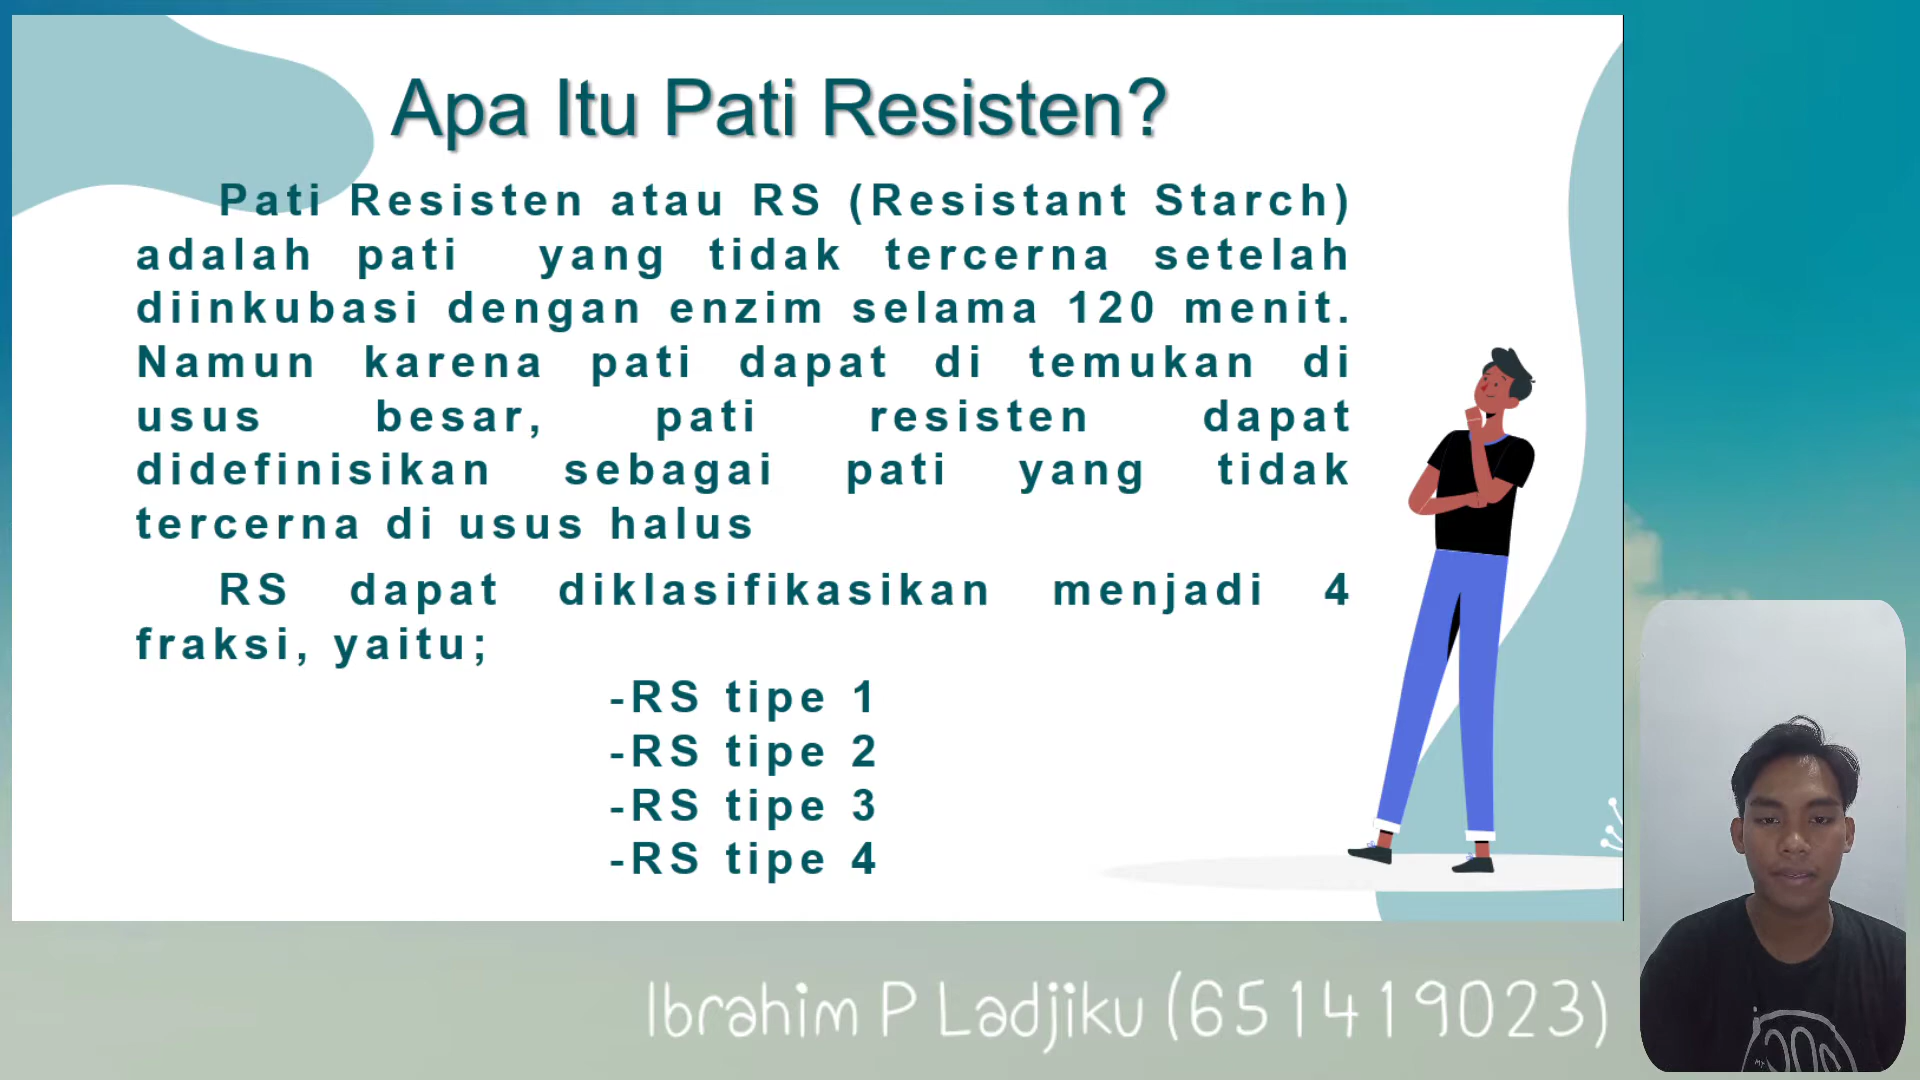 Apa Itu Pati Resisten?
Pati Resisten atau RS (Resistant Starch)
adalah pati yang tidak tercerna setelah
diinkubasi dengan enzim selama 120 menit.
Namun karena pati dapat di temukan di
usus besar, pati resisten dapat
didefinisikan sebagai pati yang tidak
tercerna di usus halus
RS dapat diklasifikasikan menjadi 4
fraksi, yaitu;
-RS tipe 1
-RS tipe 2
-RS tipe 3
-RS tipe 4
Ibrahim P Ladjiku (651419023)